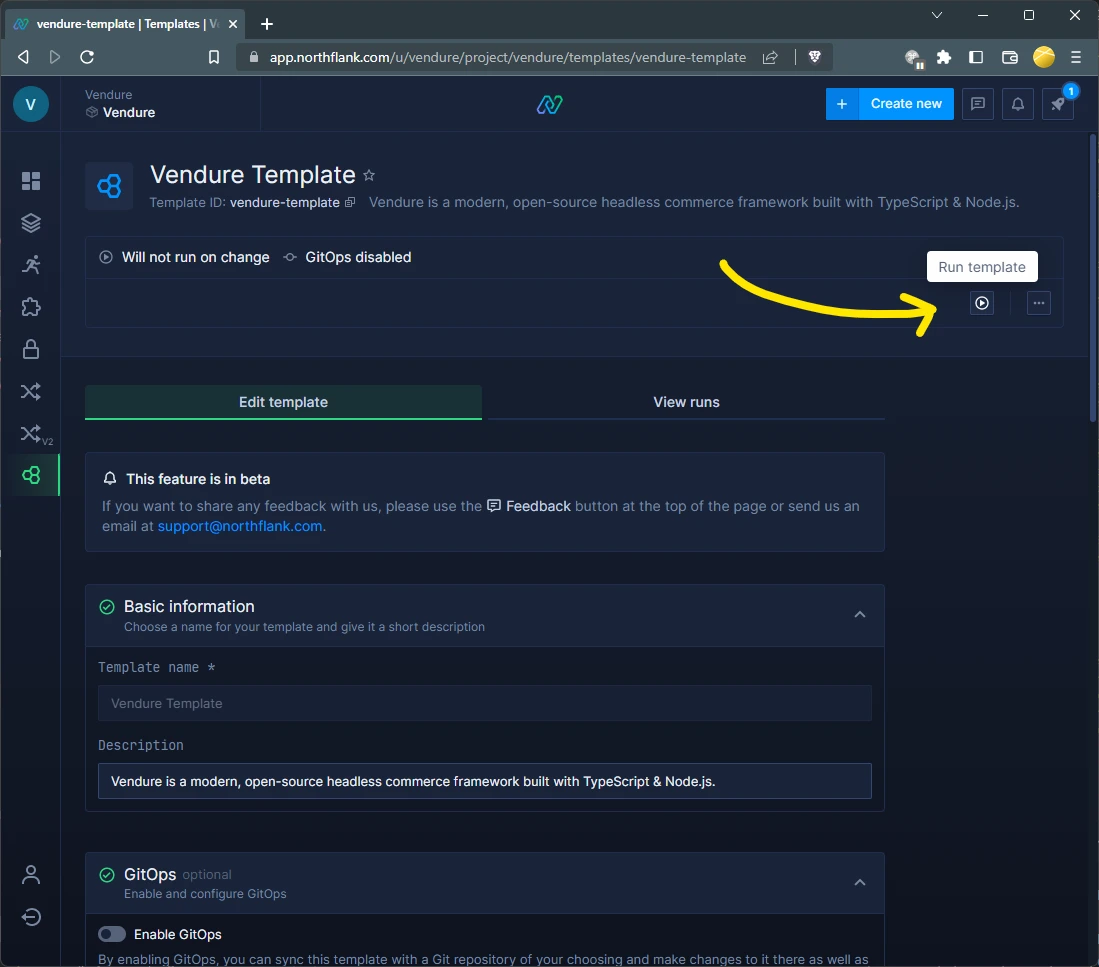 vendure-template | Templates | V
app.northflank.com/u/vendure/project/vendure/templates/vendure-template
V
Vendure
Vendure
Create new
1
Vendure Template
Template ID: vendure-template Vendure is a modern, open-source headless commerce framework built with TypeScript & Node.js.
Will not run on change GitOps disabled
Run template
Edit template
View runs
V2
This feature is in beta
If you want to share any feedback with us, please use the Feedback button at the top of the page or send us an
email at support@northflank.com.
Basic information
Choose a name for your template and give it a short description
Template name *
Vendure Template
Description
Vendure is a modern, open-source headless commerce framework built with TypeScript & Node.js.
GitOps optional
Enable and configure GitOps
Enable GitOps
By enabling GitOps, you can sync this template with a Git repository of your choosing and make changes to it there as well as